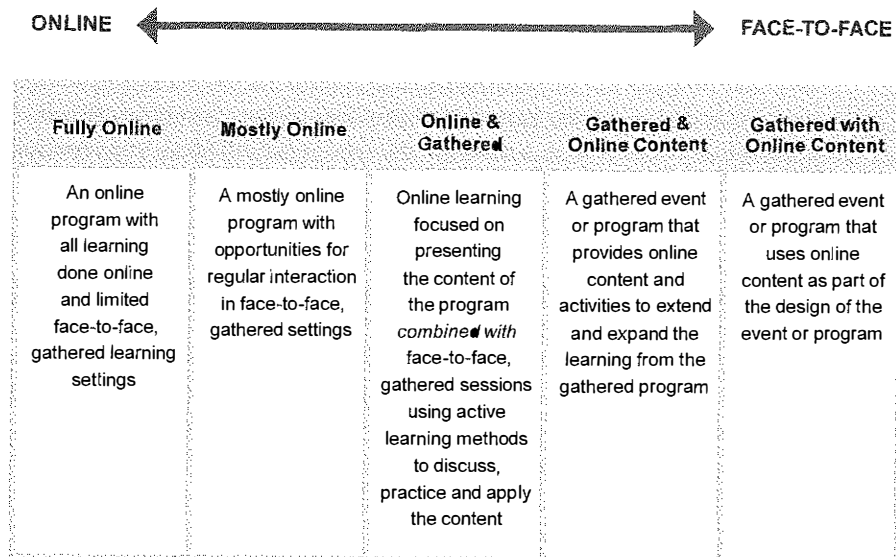 ONLINE FACE-TO-FACE
Fully Online
Mostly Online
Online &
Gathered
Gathered &
Online Content
Gathered with
Online Content
An online
program with
all learning
done online
and limited
face-to-face,
gathered learning
settings
A mostly online
program with
opportunities for
regular interaction
in face-to-face,
gathered settings
Online learning
focused on
presenting
the content of
the program
combined with
face-to-face,
gathered sessions
using active
learning methods
to discuss,
practice and apply
the content
A gathered event
or program that
provides online
content and
activities to extend
and expand the
learning from the
gathered program
A gathered event
or program that
uses online
content as part of
the design of the
event or program